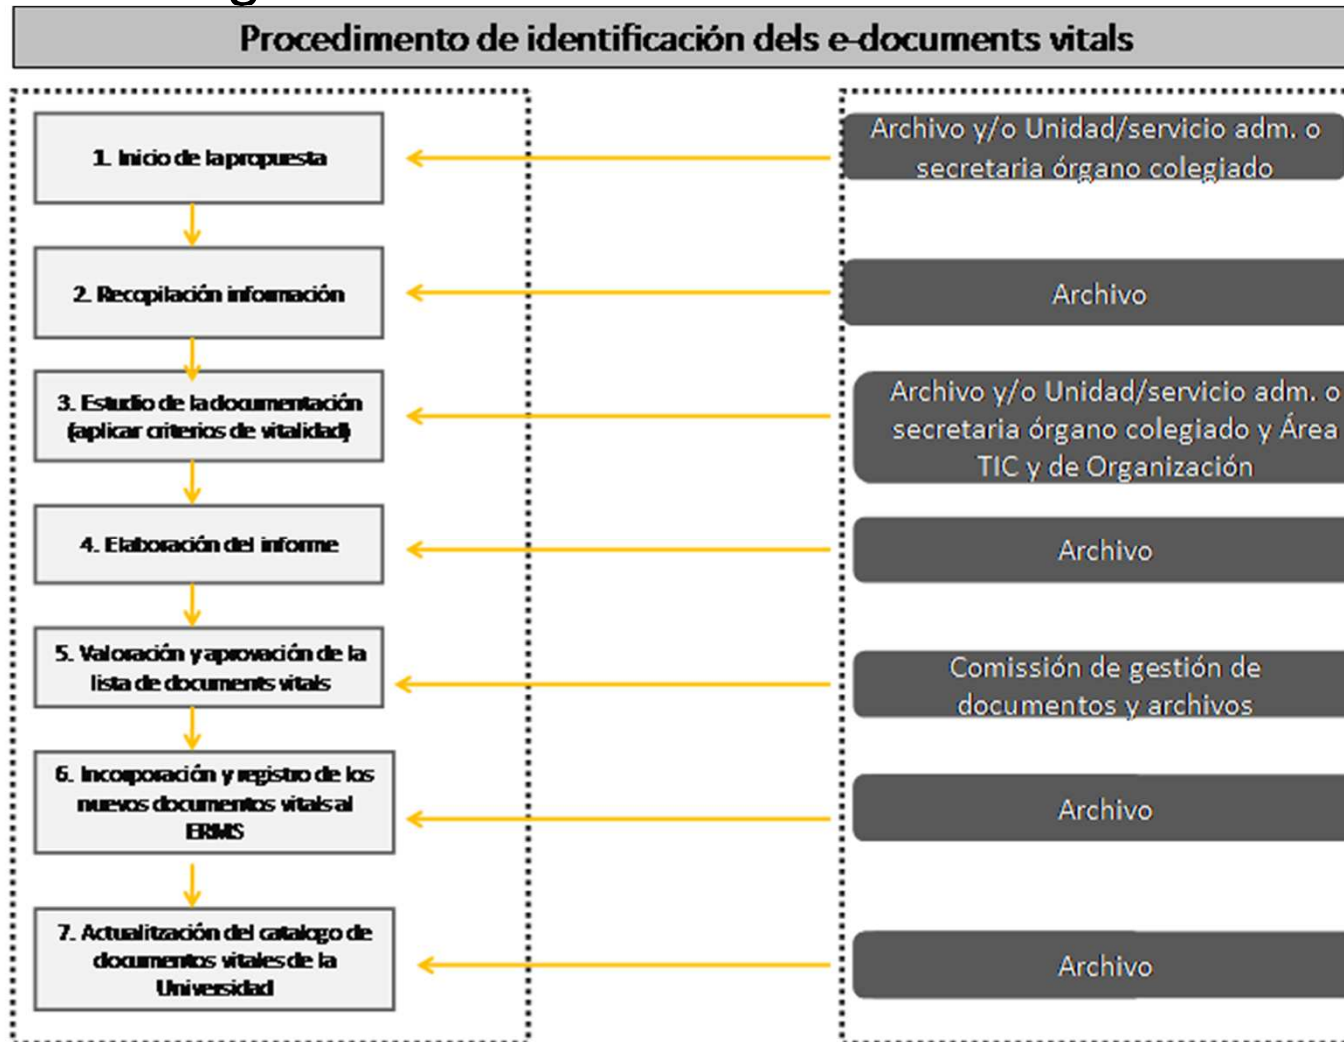 Procedimento de identificación dels e-documents vitals
1. Inicio de la propuesta
Archivo y/o Unidad/servicio adm. o
secretaria órgano colegiado
2. Recopilación información
Archivo
3. Estudio de la documentación
(aplicar criterios de vitalidad)
Archivo y/o Unidad/servicio adm. o
secretaria órgano colegiado y Área
TIC y de Organización
4. Elaboración del informe
Archivo
5. Valoración y aprovación de la
lista de documents vitals
Comissión de gestión de
documentos y archivos
6. Incorporación y registro de los
nuevos documentos vitals al
ERMS
Archivo
7. Actualitzación del catalogo de
documentos vitales de la
Universidad
Archivo